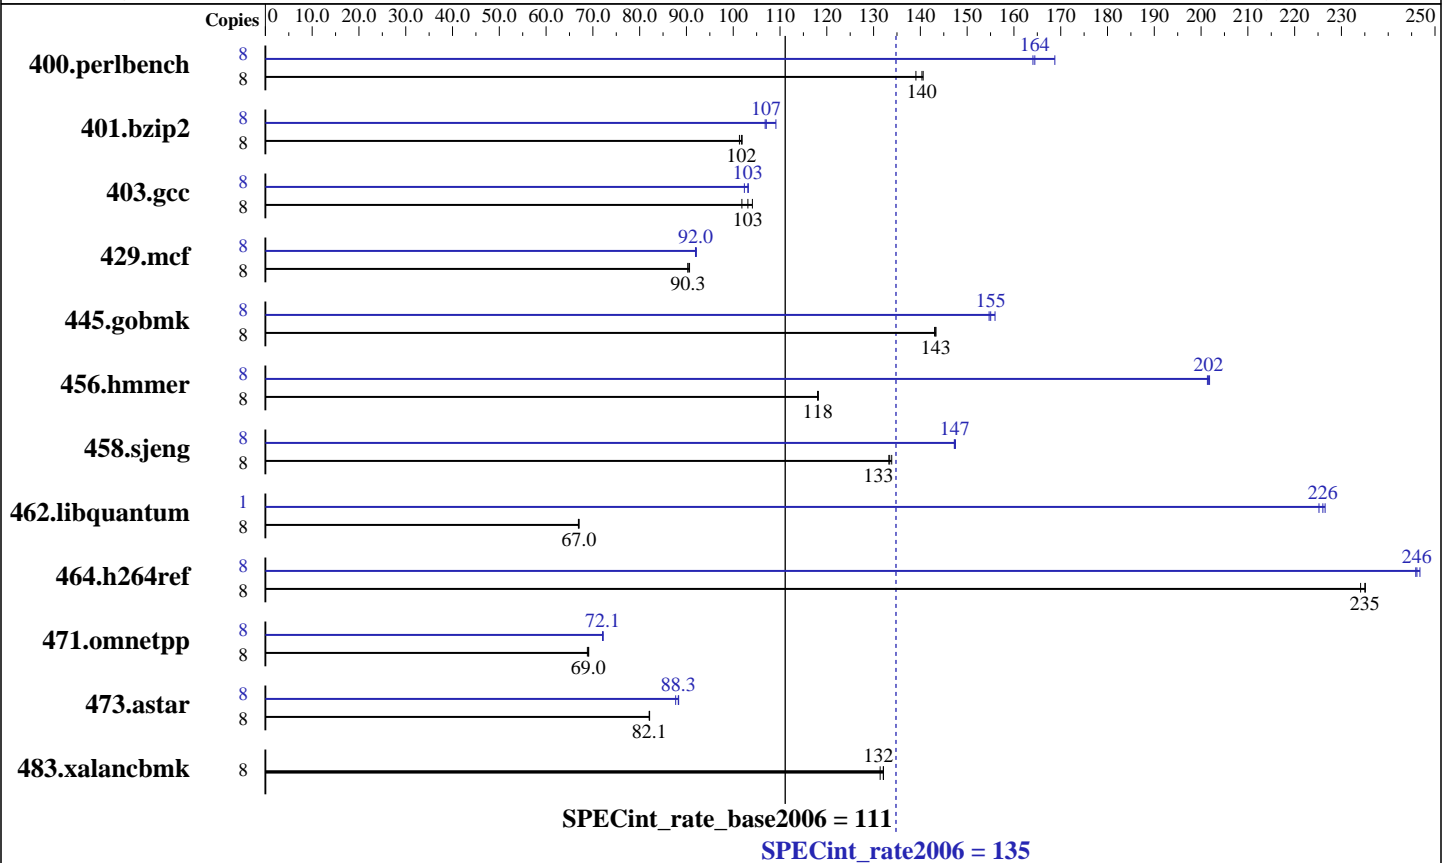 Copies 0 10.0 20.0 30.0 40.0 50.0 60.0 70.0 80.0 90.0 100 110 120 130 140 150 160 170 180 190 200 210 220 230 250
400.perlbench 8 164
8 140
401.bzip2 8 107
8 102
403.gcc 8 103
8 103
429.mcf 8 92.0
8 90.3
445.gobmk 8 155
8 143
456.hmmer 8 202
8 118
458.sjeng 8 147
8 133
462.libquantum 1 226
8 67.0
464.h264ref 8 246
8 235
471.omnetpp 8 72.1
8 69.0
473.astar 8 88.3
8 82.1
483.xalancbmk 8 132
SPECint_rate_base2006 = 111
SPECint_rate2006 = 135